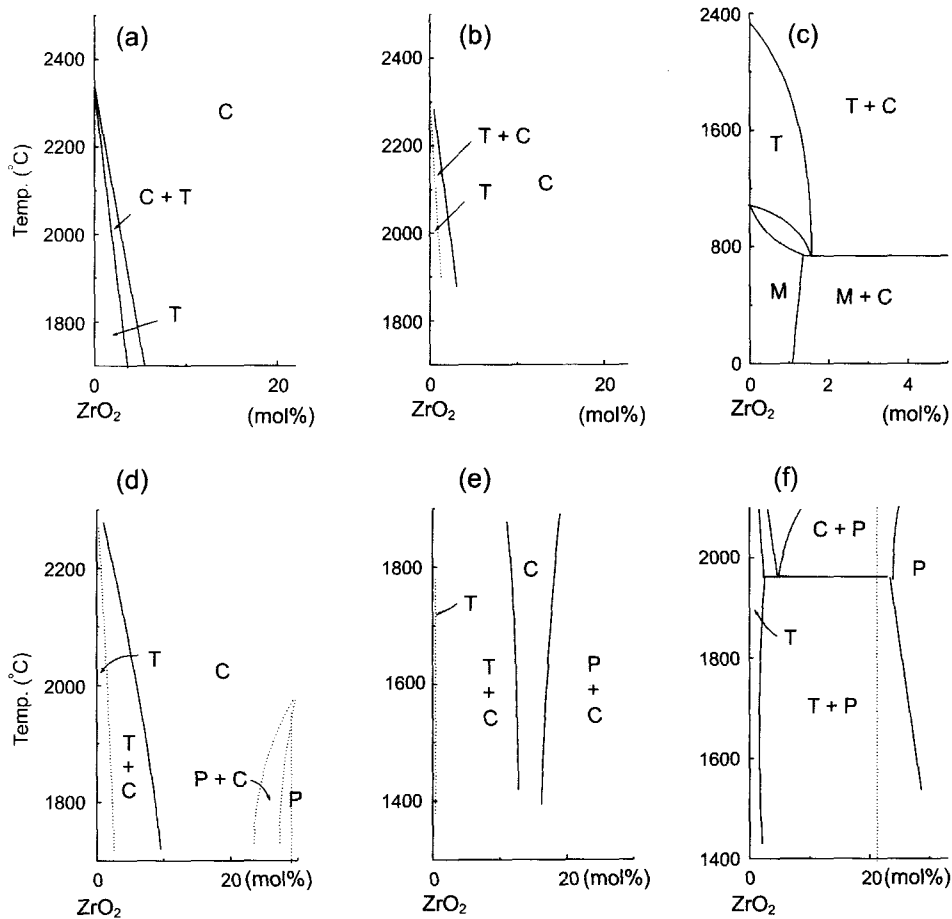 (a)
2400
2200
2000
1800
Temp. (°C)
C
C + T
T
0
20
ZrO2
(mol%)
(b)
2400
2200
2000
1800
T + C
T
C
0
20
ZrO2
(mol%)
(c)
2400
1600
800
0
T
T + C
M
M + C
0
2
4
ZrO2
(mol%)
(d)
2200
2000
1800
Temp. (°C)
T
C
T
+
C
P + C
P
0
20 (mol%)
ZrO2
(e)
1800
1600
1400
T
C
T
+
C
P
+
C
0
20 (mol%)
ZrO2
(f)
2000
1800
1600
1400
C + P
P
T
T + P
0
20 (mol%)
ZrO2